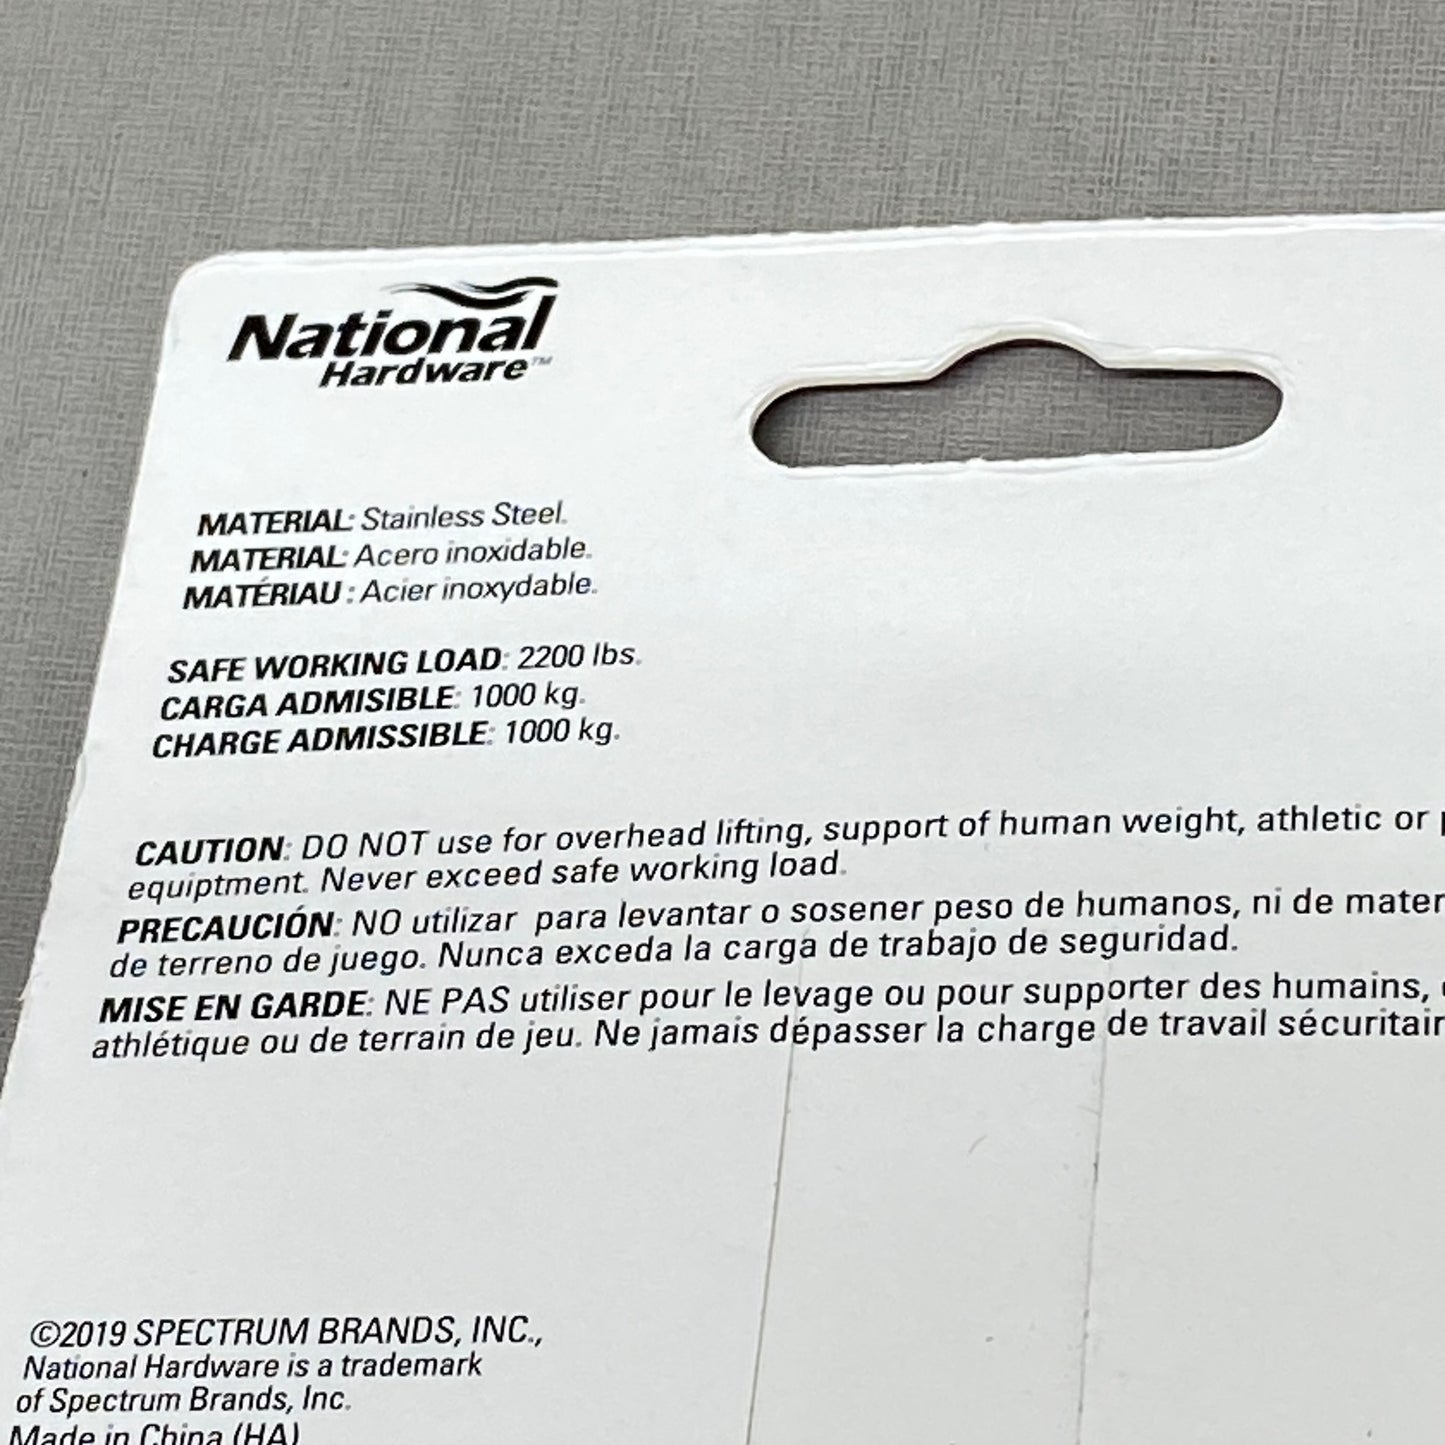 National
Hardware™
MATERIAL: Stainless Steel.
MATERIAL: Acero inoxidable.
MATÉRIAU : Acier inoxydable.
SAFE WORKING LOAD: 2200 lbs.
CARGA ADMISIBLE: 1000 kg.
CHARGE ADMISSIBLE: 1000 kg.
CAUTION: DO NOT use for overhead lifting, support of human weight, athletic or
equiptment. Never exceed safe working load.
PRECAUCIÓN: NO utilizar para levantar o sosener peso de humanos, ni de mater
de terreno de juego. Nunca exceda la carga de trabajo de seguridad.
MISE EN GARDE: NE PAS utiliser pour le levage ou pour supporter des humains,
athlétique ou de terrain de jeu. Ne jamais dépasser la charge de travail sécuritair
©2019 SPECTRUM BRANDS, INC.,
National Hardware is a trademark
of Spectrum Brands, Inc.
Made in China (HA)